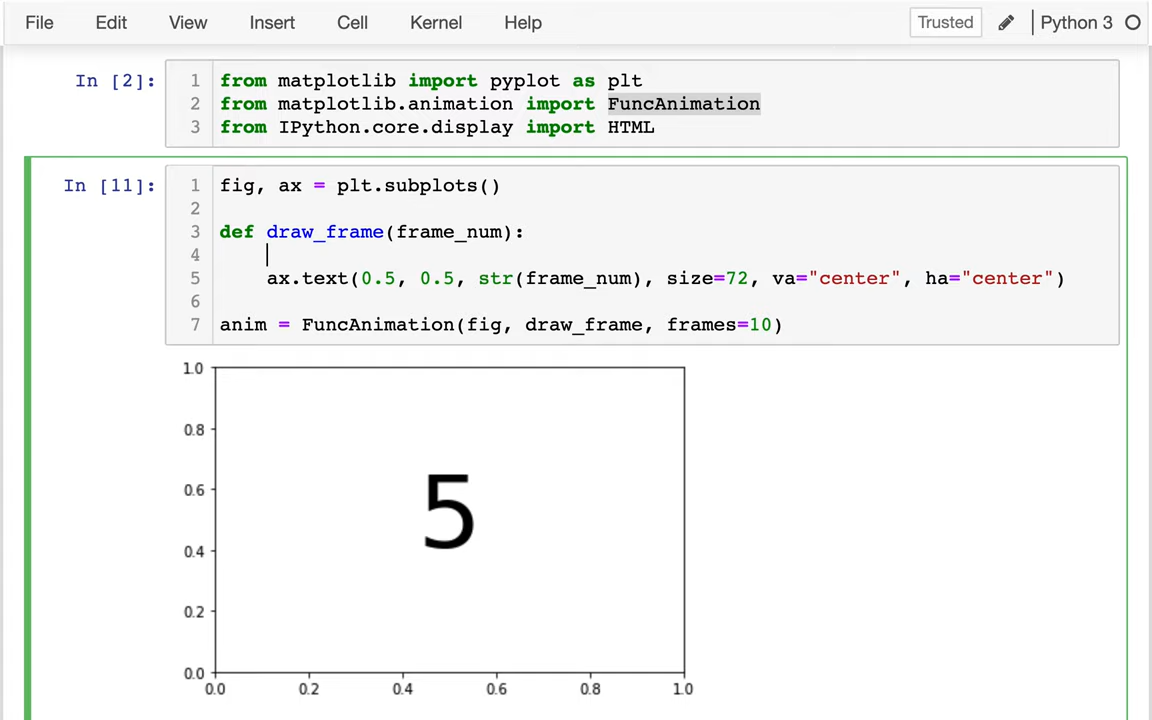 File Edit View Insert Cell Kernel Help Trusted Python 3
In [2]:
1 from matplotlib import pyplot as plt
2 from matplotlib.animation import FuncAnimation
3 from IPython.core.display import HTML
In [11]:
1 fig, ax = plt.subplots()
2
3 def draw_frame(frame_num):
4
5 ax.text(0.5, 0.5, str(frame_num), size=72, va="center", ha="center")
6
7 anim = FuncAnimation(fig, draw_frame, frames=10)
1.0
0.8
0.6
0.4
0.2
0.0
5
0.0 0.2 0.4 0.6 0.8 1.0